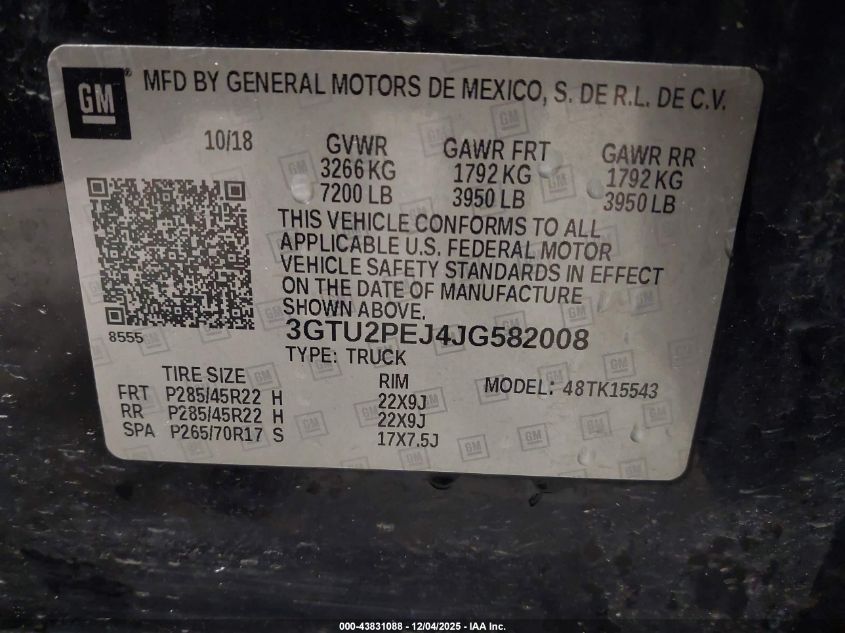 GM
MFD BY GENERAL MOTORS DE MEXICO, S. DE R.L. DE C.V.
10/18 GVWR GAWR FRT GAWR RR
3266 KG 1792 KG 1792 KG
7200 LB 3950 LB 3950 LB
THIS VEHICLE CONFORMS TO ALL
APPLICABLE U.S. FEDERAL MOTOR
VEHICLE SAFETY STANDARDS IN EFFECT
ON THE DATE OF MANUFACTURE
SHOWN ABOVE.
8555
3GTU2PEJ4JG582008
TYPE: TRUCK
TIRE SIZE RIM MODEL: 48TK15543
FRT P285/45R22 H 22X9J
RR P285/45R22 H 22X9J
SPA P265/70R17 S 17X7.5J
000-43831088 - 12/04/2025 - IAA Inc.